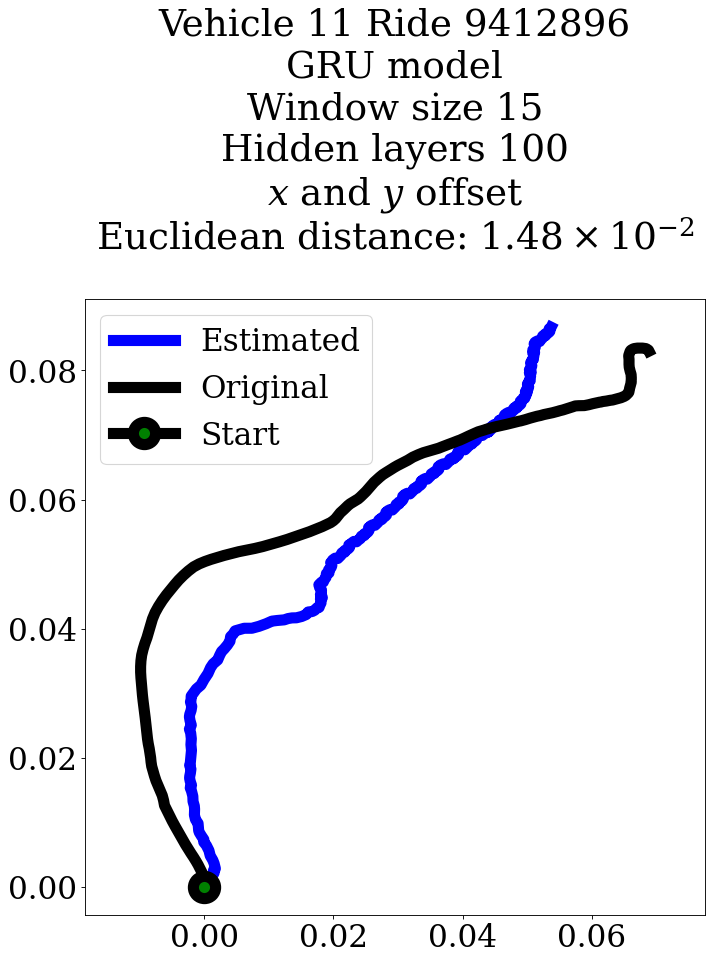 Vehicle 11 Ride 9412896
GRU model
Window size 15
Hidden layers 100
x and y offset
Euclidean distance: 1.48 × 10⁻²
Estimated
Original
Start
0.08
0.06
0.04
0.02
0.00
0.00 0.02 0.04 0.06